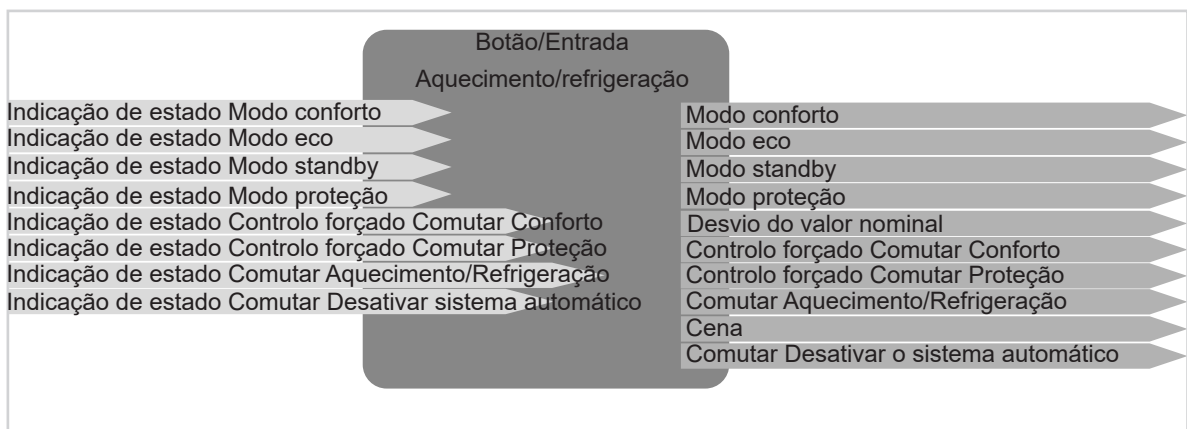 Botão/Entrada
Aquecimento/refrigeração
Indicação de estado Modo conforto
Indicação de estado Modo eco
Indicação de estado Modo standby
Indicação de estado Modo proteção
Indicação de estado Controlo forçado Comutar Conforto
Indicação de estado Controlo forçado Comutar Proteção
Indicação de estado Comutar Aquecimento/Refrigeração
Indicação de estado Comutar Desativar sistema automático
Modo conforto
Modo eco
Modo standby
Modo proteção
Desvio do valor nominal
Controlo forçado Comutar Conforto
Controlo forçado Comutar Proteção
Comutar Aquecimento/Refrigeração
Cena
Comutar Desativar o sistema automático